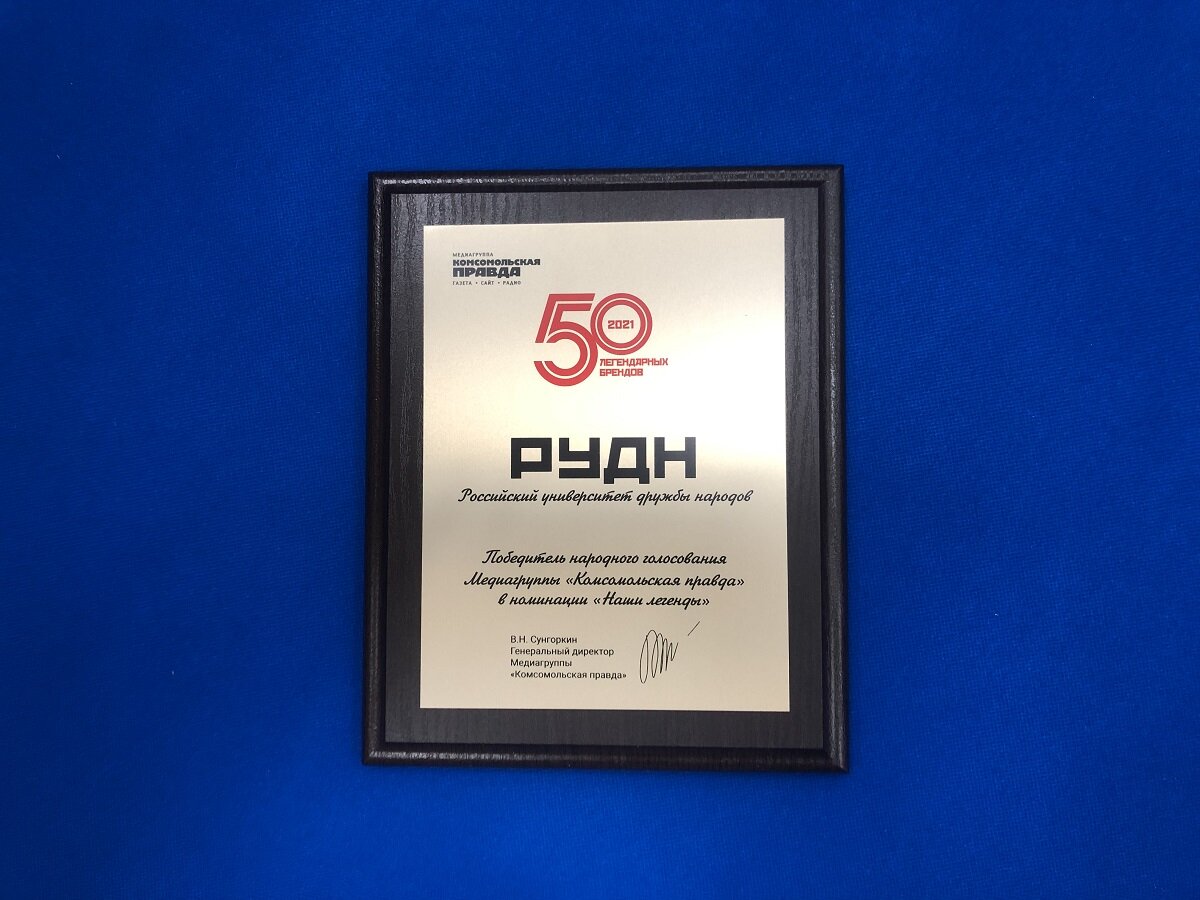 МЕДИАГРУППА
КОМСОМОЛЬСКАЯ
ПРАВДА
ГАЗЕТА • САЙТ • РАДИО
50
2021
ЛЕГЕНДАРНЫХ
БРЕНДОВ
РУДН
Российский университет дружбы народов
Победитель народного голосования
Медиагруппы «Комсомольская правда»
в номинации «Наши легенды»
В.Н. Сунгоркин
Генеральный директор
Медиагруппы
«Комсомольская правда»